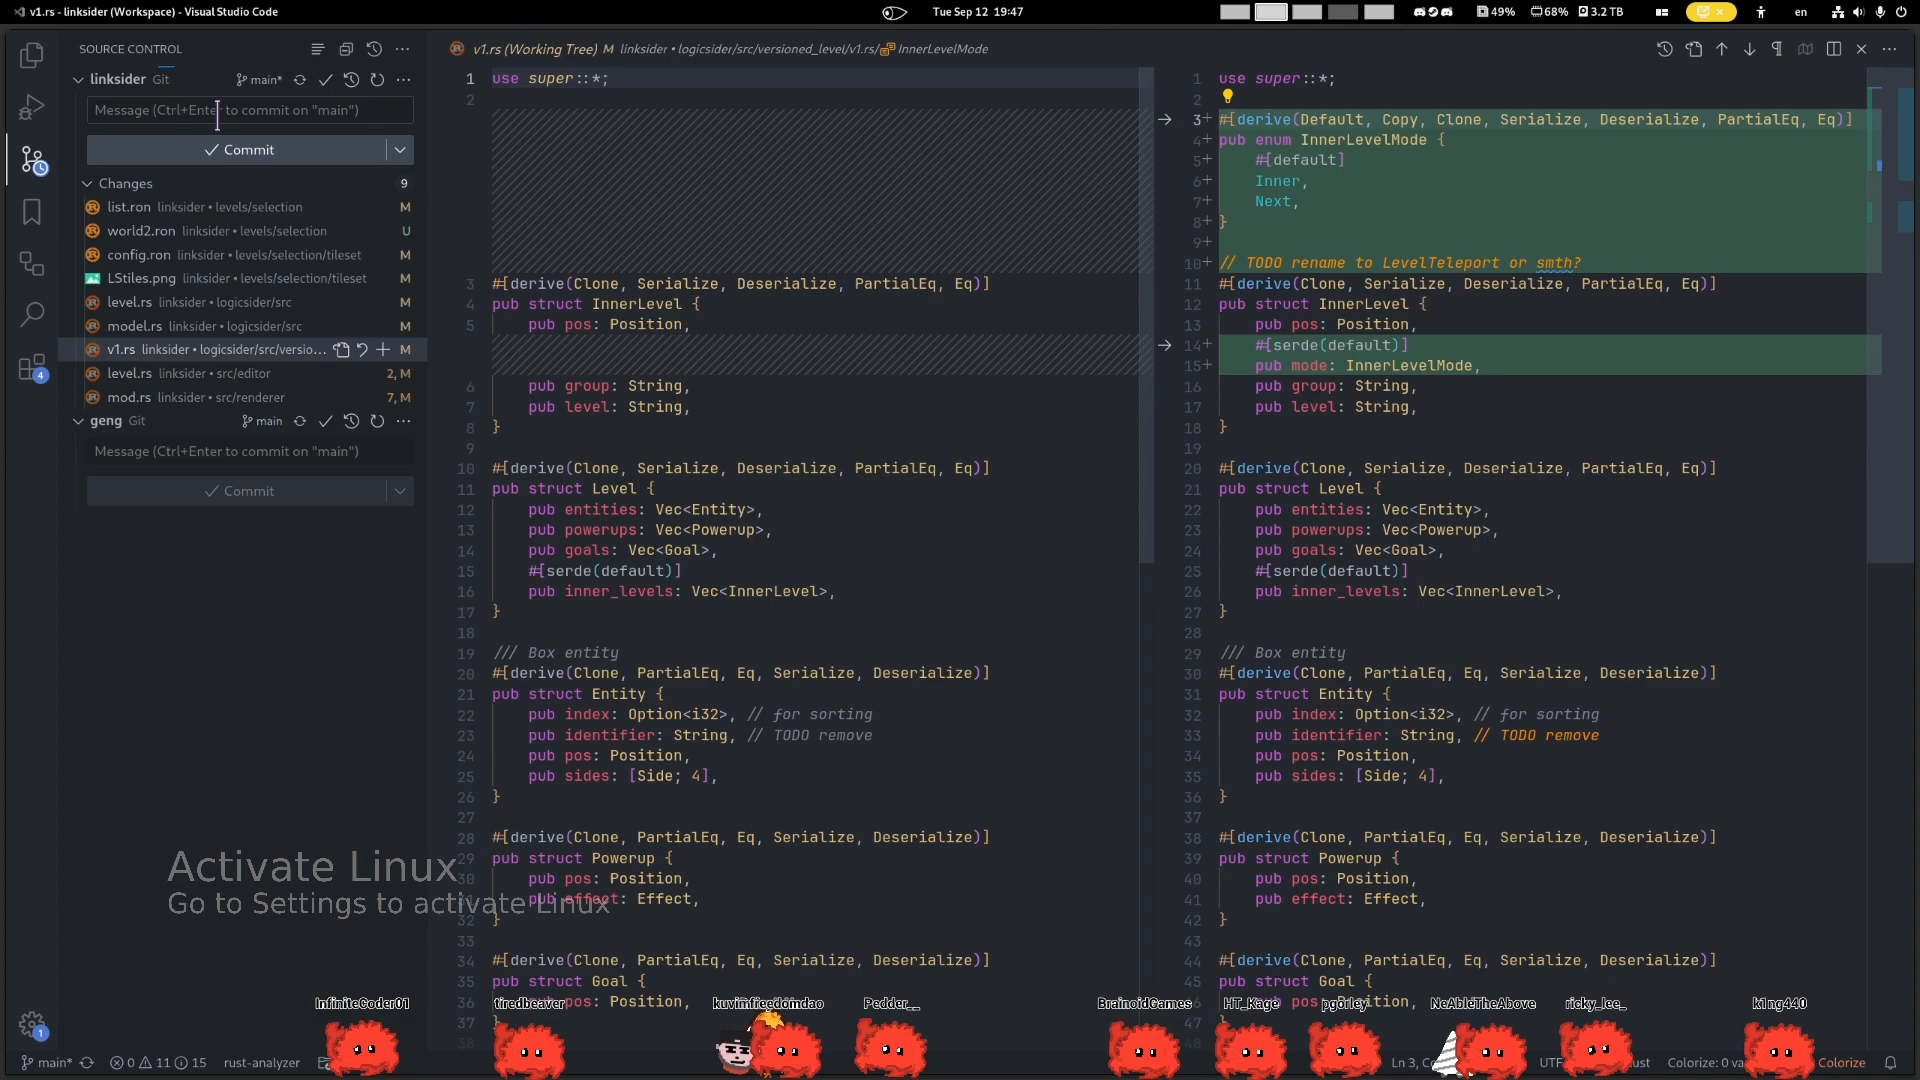 v1.rs - linksider (Workspace) - Visual Studio Code
Tue Sep 12 19:47
49% 68% 3.2 TB en
SOURCE CONTROL
linksider Git main*
Message (Ctrl+Enter to commit on "main")
Commit
Changes 9
list.ron linksider • levels/selection M
world2.ron linksider • levels/selection U
config.ron linksider • levels/selection/tileset M
LStiles.png linksider • levels/selection/tileset M
level.rs linksider • logicsider/src M
model.rs linksider • logicsider/src M
v1.rs linksider • logicsider/src/versio... M
level.rs linksider • src/editor 2, M
mod.rs linksider • src/renderer 7, M
geng Git main
Message (Ctrl+Enter to commit on "main")
Commit
4
1
v1.rs (Working Tree) M linksider • logicsider/src/versioned_level/v1.rs/ InnerLevelMode
1 use super::*;
2
3 #[derive(Clone, Serialize, Deserialize, PartialEq, Eq)]
4 pub struct InnerLevel {
5 pub pos: Position,
6 pub group: String,
7 pub level: String,
8 }
9
10 #[derive(Clone, Serialize, Deserialize, PartialEq, Eq)]
11 pub struct Level {
12 pub entities: Vec<Entity>,
13 pub powerups: Vec<Powerup>,
14 pub goals: Vec<Goal>,
15 #[serde(default)]
16 pub inner_levels: Vec<InnerLevel>,
17 }
18
19 /// Box entity
20 #[derive(Clone, PartialEq, Eq, Serialize, Deserialize)]
21 pub struct Entity {
22 pub index: Option<i32>, // for sorting
23 pub identifier: String, // TODO remove
24 pub pos: Position,
25 pub sides: [Side; 4],
26 }
27
28 #[derive(Clone, PartialEq, Eq, Serialize, Deserialize)]
29 pub struct Powerup {
30 pub pos: Position,
31 pub effect: Effect,
32 }
33
34 #[derive(Clone, PartialEq, Eq, Serialize, Deserialize)]
35 pub struct Goal {
36 pub pos: Position,
37 }
38
1 use super::*;
2
3+ #[derive(Default, Copy, Clone, Serialize, Deserialize, PartialEq, Eq)]
4+ pub enum InnerLevelMode {
5+ #[default]
6+ Inner,
7+ Next,
8+ }
9+
10+ // TODO rename to LevelTeleport or smth?
11 #[derive(Clone, Serialize, Deserialize, PartialEq, Eq)]
12 pub struct InnerLevel {
13 pub pos: Position,
14+ #[serde(default)]
15+ pub mode: InnerLevelMode,
16 pub group: String,
17 pub level: String,
18 }
19
20 #[derive(Clone, Serialize, Deserialize, PartialEq, Eq)]
21 pub struct Level {
22 pub entities: Vec<Entity>,
23 pub powerups: Vec<Powerup>,
24 pub goals: Vec<Goal>,
25 #[serde(default)]
26 pub inner_levels: Vec<InnerLevel>,
27 }
28
29 /// Box entity
30 #[derive(Clone, PartialEq, Eq, Serialize, Deserialize)]
31 pub struct Entity {
32 pub index: Option<i32>, // for sorting
33 pub identifier: String, // TODO remove
34 pub pos: Position,
35 pub sides: [Side; 4],
36 }
37
38 #[derive(Clone, PartialEq, Eq, Serialize, Deserialize)]
39 pub struct Powerup {
40 pub pos: Position,
41 pub effect: Effect,
42 }
43
44 #[derive(Clone, PartialEq, Eq, Serialize, Deserialize)]
45 pub struct Goal {
46 pub pos: Position,
47 }
Activate Linux
Go to Settings to activate Linux
InfiniteCoder01 tiredbeaver kuvimfreedomdao Pedder__ BrainoidGames HT_Kage pgorley NeAbleTheAbove ricky_lee_ k1ng440
main* 0 11 15 rust-analyzer Ln 3, Colorize: 0 Colorize